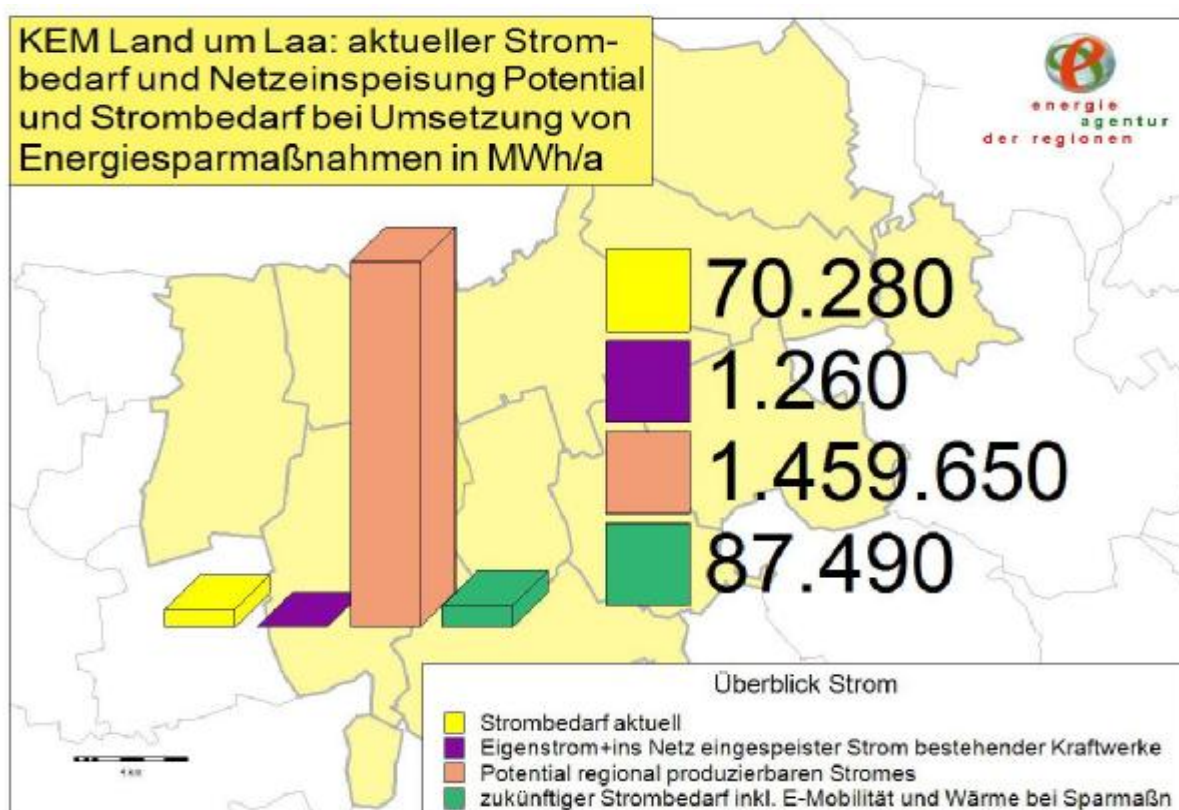 KEM Land um Laa: aktueller Strom-
bedarf und Netzeinspeisung Potential
und Strombedarf bei Umsetzung von
Energiesparmaßnahmen in MWh/a
energie
agentur
der regionen
70.280
1.260
1.459.650
87.490
Überblick Strom
Strombedarf aktuell
Eigenstrom+ins Netz eingespeister Strom bestehender Kraftwerke
Potential regional produzierbaren Stromes
zukünftiger Strombedarf inkl. E-Mobilität und Wärme bei Sparmaßn
4 km